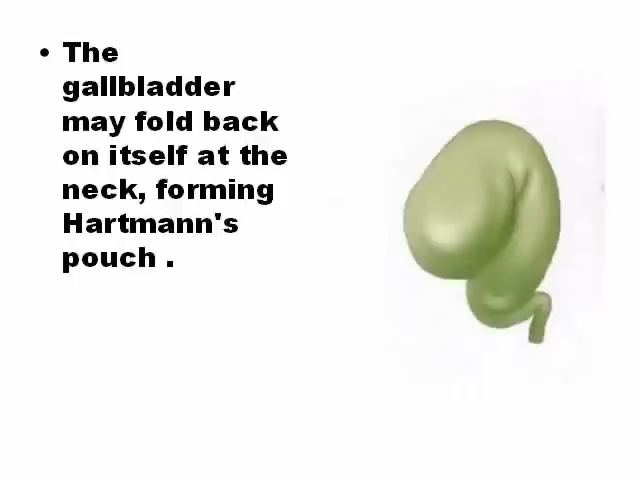 • The
gallbladder
may fold back
on itself at the
neck, forming
Hartmann's
pouch .